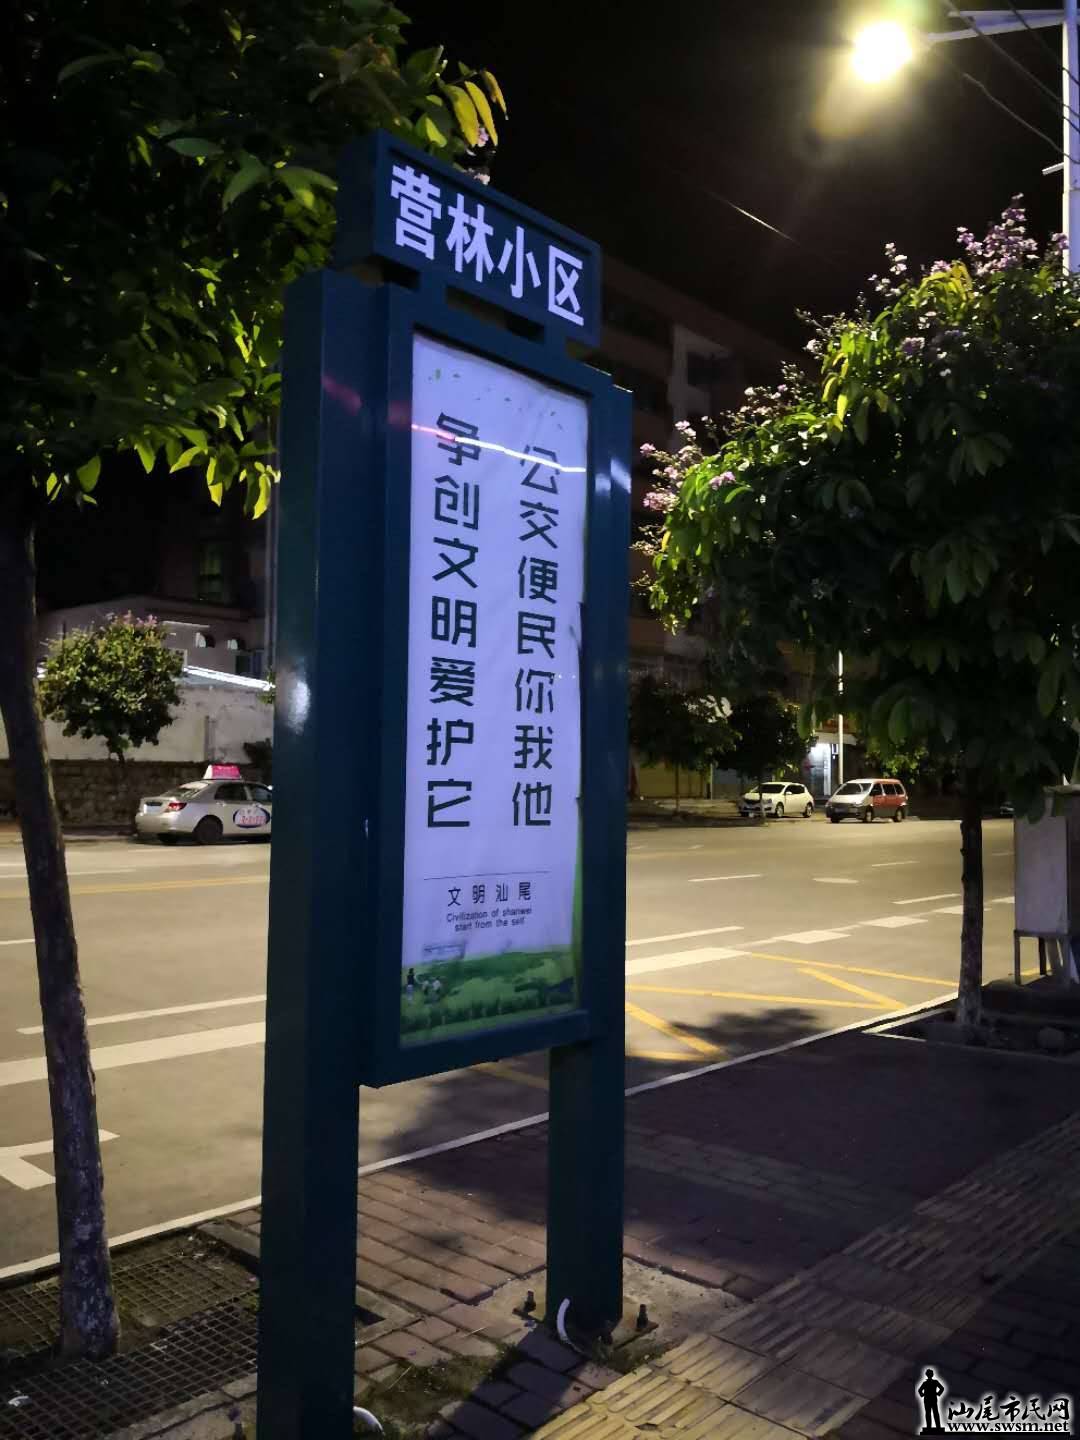 营林小区
公交便民你我他
争创文明爱护它
文明汕尾
Civilization of shanwei
start from the self
汕尾市民网
www.swsm.net